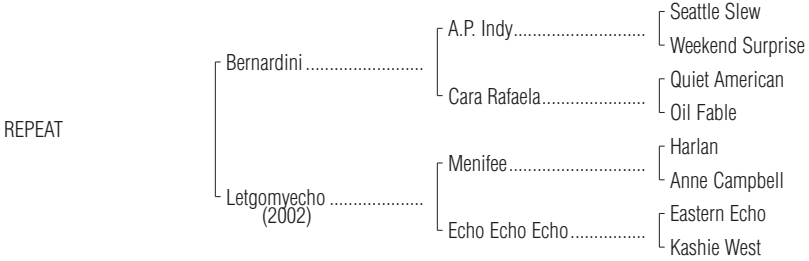 REPEAT
Bernardini ........................
A.P. Indy...........................
Seattle Slew
Weekend Surprise
Cara Rafaela.....................
Quiet American
Oil Fable
Letgomyecho ...................
(2002)
Menifee............................
Harlan
Anne Campbell
Echo Echo Echo...............
Eastern Echo
Kashie West